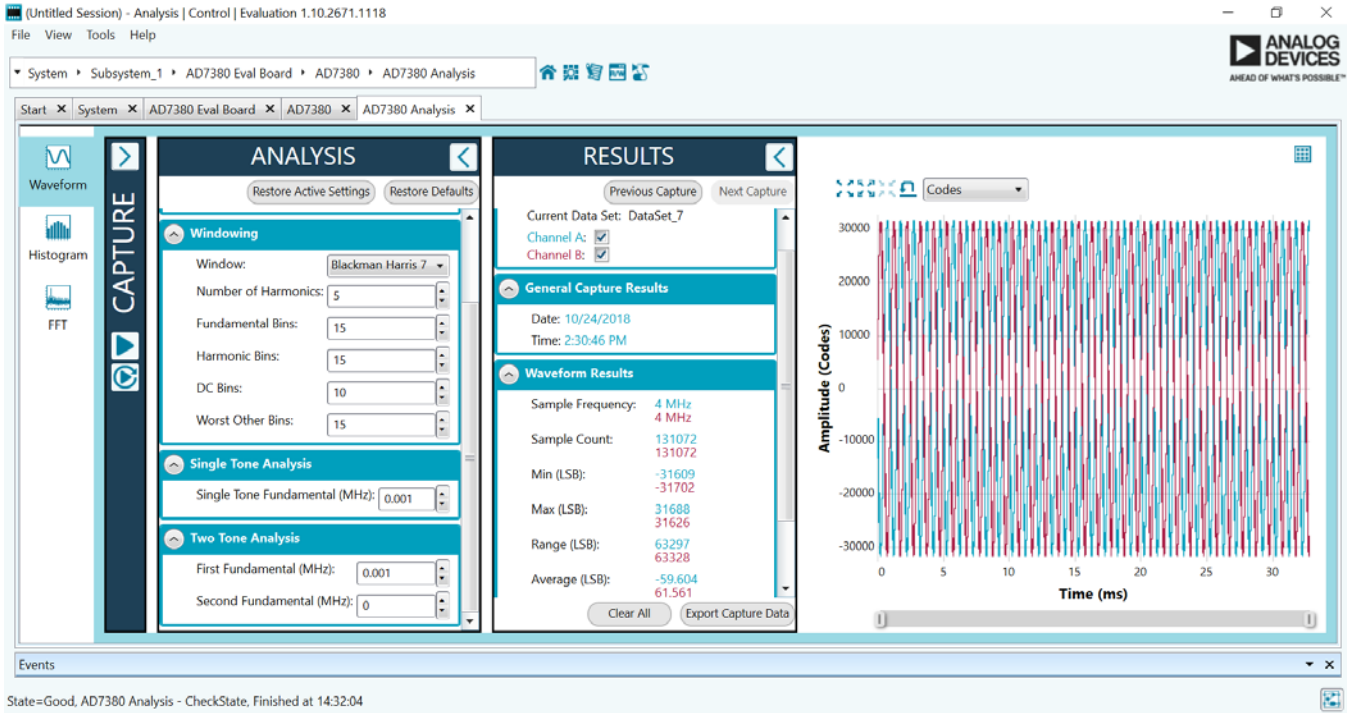 (Untitled Session) - Analysis | Control | Evaluation 1.10.2671.1118
File View Tools Help
ANALOG
DEVICES
AHEAD OF WHAT'S POSSIBLE™
System Subsystem_1 AD7380 Eval Board AD7380 AD7380 Analysis
Start System AD7380 Eval Board AD7380 AD7380 Analysis
Waveform
Histogram
FFT
CAPTURE
ANALYSIS
Restore Active Settings Restore Defaults
Windowing
Window: Blackman Harris 7
Number of Harmonics: 5
Fundamental Bins: 15
Harmonic Bins: 15
DC Bins: 10
Worst Other Bins: 15
Single Tone Analysis
Single Tone Fundamental (MHz): 0.001
Two Tone Analysis
First Fundamental (MHz): 0.001
Second Fundamental (MHz): 0
RESULTS
Previous Capture Next Capture
Current Data Set: DataSet_7
Channel A:
Channel B:
General Capture Results
Date: 10/24/2018
Time: 2:30:46 PM
Waveform Results
Sample Frequency: 4 MHz
4 MHz
Sample Count: 131072
131072
Min (LSB): -31609
-31702
Max (LSB): 31688
31626
Range (LSB): 63297
63328
Average (LSB): -59.604
61.561
Clear All Export Capture Data
Codes
Amplitude (Codes)
30000
20000
10000
0
-10000
-20000
-30000
0 5 10 15 20 25 30
Time (ms)
Events
State=Good, AD7380 Analysis - CheckState, Finished at 14:32:04